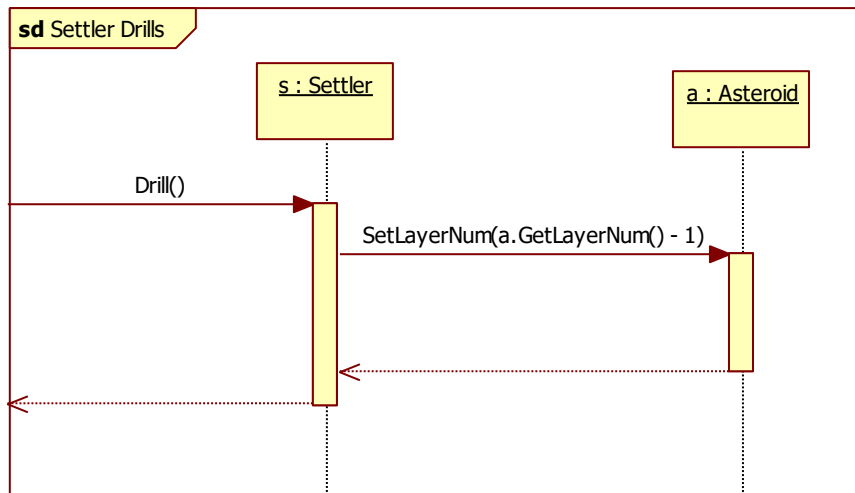 sd Settler Drills
s : Settler
a : Asteroid
Drill()
SetLayerNum(a.GetLayerNum() - 1)